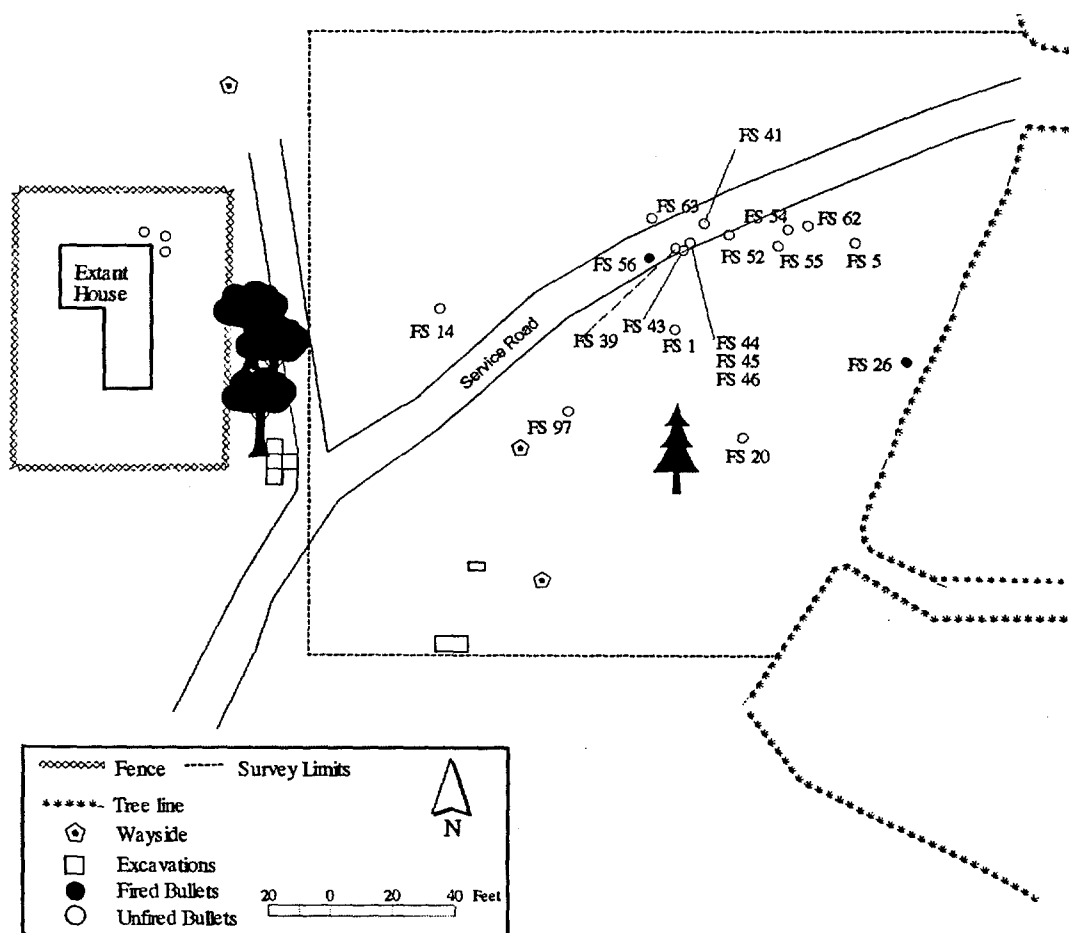 FS 41
FS 63
FS 54
FS 62
FS 56
FS 52
FS 55
FS 5
Extant
House
FS 14
Service Road
FS 39
FS 43
FS 1
FS 44
FS 45
FS 46
FS 26
FS 97
FS 20
Fence
Survey Limits
Tree line
Wayside
Excavations
Fired Bullets
Unfired Bullets
N
20 0 20 40 Feet